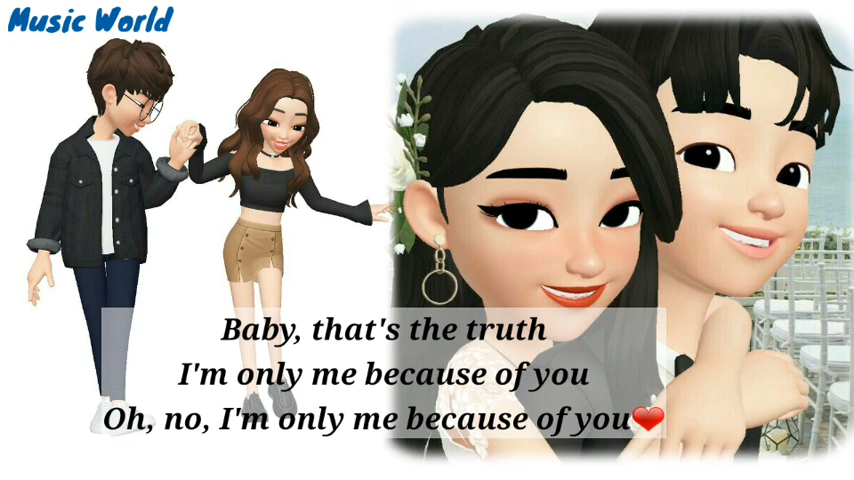 Music World
Baby, that's the truth
I'm only me because of you
Oh, no, I'm only me because of you❤️